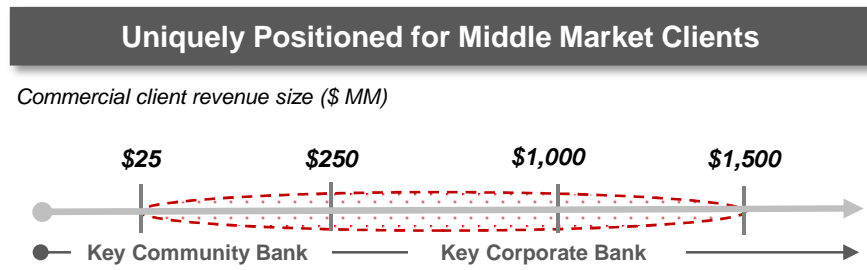 Uniquely Positioned for Middle Market Clients
Commercial client revenue size ($ MM)
$25 $250 $1,000 $1,500
Key Community Bank Key Corporate Bank